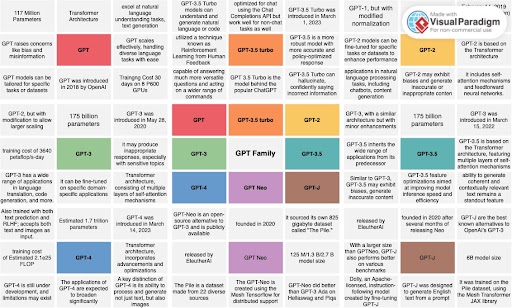 117 Million
Parameters
Transformer
Architecture
excel at natural
language understanding
tasks, text
generation
GPT-3.5 Turbo
models can
understand and
generate natural
language or code
optimized for chat
using the Chat
Completions API
but work well for
non-chat tasks as well
GPT-3.5 Turbo
was introduced in
March 1, 2023
GPT-1, but with
modified
normalization
Made with
Visual Paradigm
For non-commercial use
GPT raises
concerns like bias
and misinformation
GPT
GPT scales
effectively, handling
diverse language
tasks with ease
utilized a technique
known as
Reinforcement
Learning from Human
Feedback
GPT-3.5 turbo
GPT-3.5 is a more
robust model with
more accurate and
policy-optimized
response
GPT-2 models can be
fine-tuned for specific
tasks or datasets to
enhance performance
GPT-2
GPT-2 is based on
the Transformer
architecture
GPT models can be
tailored for specific
tasks or datasets
GPT was introduced
in 2018 by OpenAI
Training Cost 30
days on 8 P600
GPUs
capable of answering
much more versatile
questions and acting
on a wider range of
commands
GPT-3.5 Turbo is the
model behind the
popular ChatGPT
GPT-3.5 Turbo
can hallucinate,
confidently saying
incorrect information
applications in natural
language processing
tasks, including
chatbots, content
generation
GPT-2 may exhibit
biases and generate
inaccurate or
inappropriate content
it includes self-
attention mechanisms
and feedforward
neural networks.
GPT-2, but with
modification to allow
larger scaling
175 billion
parameters
GPT-3 was
introduced in May 28,
2020
GPT
GPT-3.5 turbo
GPT-2
GPT-3, with a similar
architecture but with
minor enhancements
175 billion
parameters
GPT-3 was
introduced in March
15, 2022
training cost 3640
petaflop/s-day
GPT-3
it may produce
inappropriate
responses, especially
with sensitive topics
GPT-3
GPT Family
GPT-3.5
GPT-3.5 inherits the
wide range of
applications from its
predecessor
GPT-3.5
GPT-3.5 is based on
the Transformer
architecture, featuring
multiple layers of self-
attention mechanisms
GPT-3 has a wide
range of applications
in language
translation, code
generation, and more.
It can be fine-tuned
on specific domain-
specific applications
Transformer
architecture,
consisting of multiple
layers of self-attention
mechanisms
GPT-4
GPT Neo
GPT-J
Similar to GPT-3,
GPT-3.5 may exhibit
biases, generate
inaccurate content
GPT-3.5 feature
optimizations aimed
at improving model
inference speed and
efficiency
ability to generate
coherent and
contextually relevant
text remains a
standout feature
Also trained with both
text prediction and
RLHF; accepts both
text and images as
input.
Estimated 1.7 trillion
parameters
GPT-4 was
introduced in March
14, 2023
GPT-Neo is an open-
source alternative to
GPT-3 and is publicly
available
founded in 2020
It sourced its own 825
gigabyte dataset
called "The Pile."
released by
EleutherAI
founded in 2020 after
several months of
releasing GPT Neo
GPT-J are the best
known alternatives to
OpenAI's GPT-3
training cost
of Estimated 2.1x25
FLOP
GPT-4
Transformer
architecture,
incorporates
advancements and
optimizations
released by
EleutherAI
GPT Neo
125 M/1.3 B/2.7 B
model size
With a larger size
than GPT-Neo, GPT-J
also performs better
on various
benchmarks
GPT-J
6B model size
GPT-4 is still under
development, and
limitations may exist
The applications of
GPT-4 are expected
to broaden significantly
A key distinction of
GPT-4 is its ability to
process and generate
not just text, but also
images
The Pile is a dataset
made from 22 diverse
sources
The GPT-NEO is
created using the
Mesh Tensorflow for
distributed support
GPT-Neo did better
than GPT-3 Ada on
Hellaswag and Piqa
Dolly, an Apache-
licensed, instruction-
following model
created by fine-tuning
GPT-J
GPT-J was designed
to generate English
text from a prompt
It was trained on the
Pile dataset, using the
Mesh Transformer
JAX library